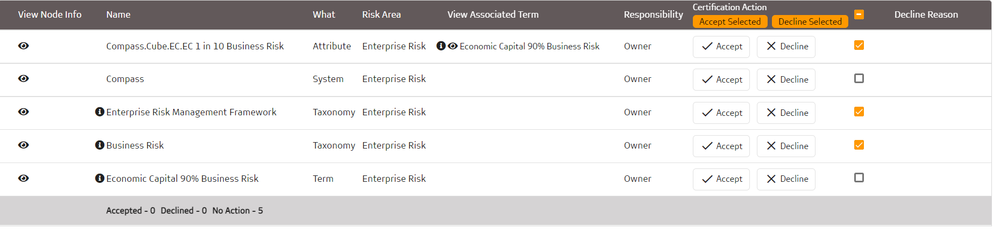 View Node Info Name What Risk Area View Associated Term Responsibility Certification Action Decline Reason
Accept Selected Decline Selected
Compass.Cube.EC.EC 1 in 10 Business Risk Attribute Enterprise Risk Economic Capital 90% Business Risk Owner Accept Decline
Compass System Enterprise Risk Owner Accept Decline
Enterprise Risk Management Framework Taxonomy Enterprise Risk Owner Accept Decline
Business Risk Taxonomy Enterprise Risk Owner Accept Decline
Economic Capital 90% Business Risk Term Enterprise Risk Owner Accept Decline
Accepted - 0 Declined - 0 No Action - 5